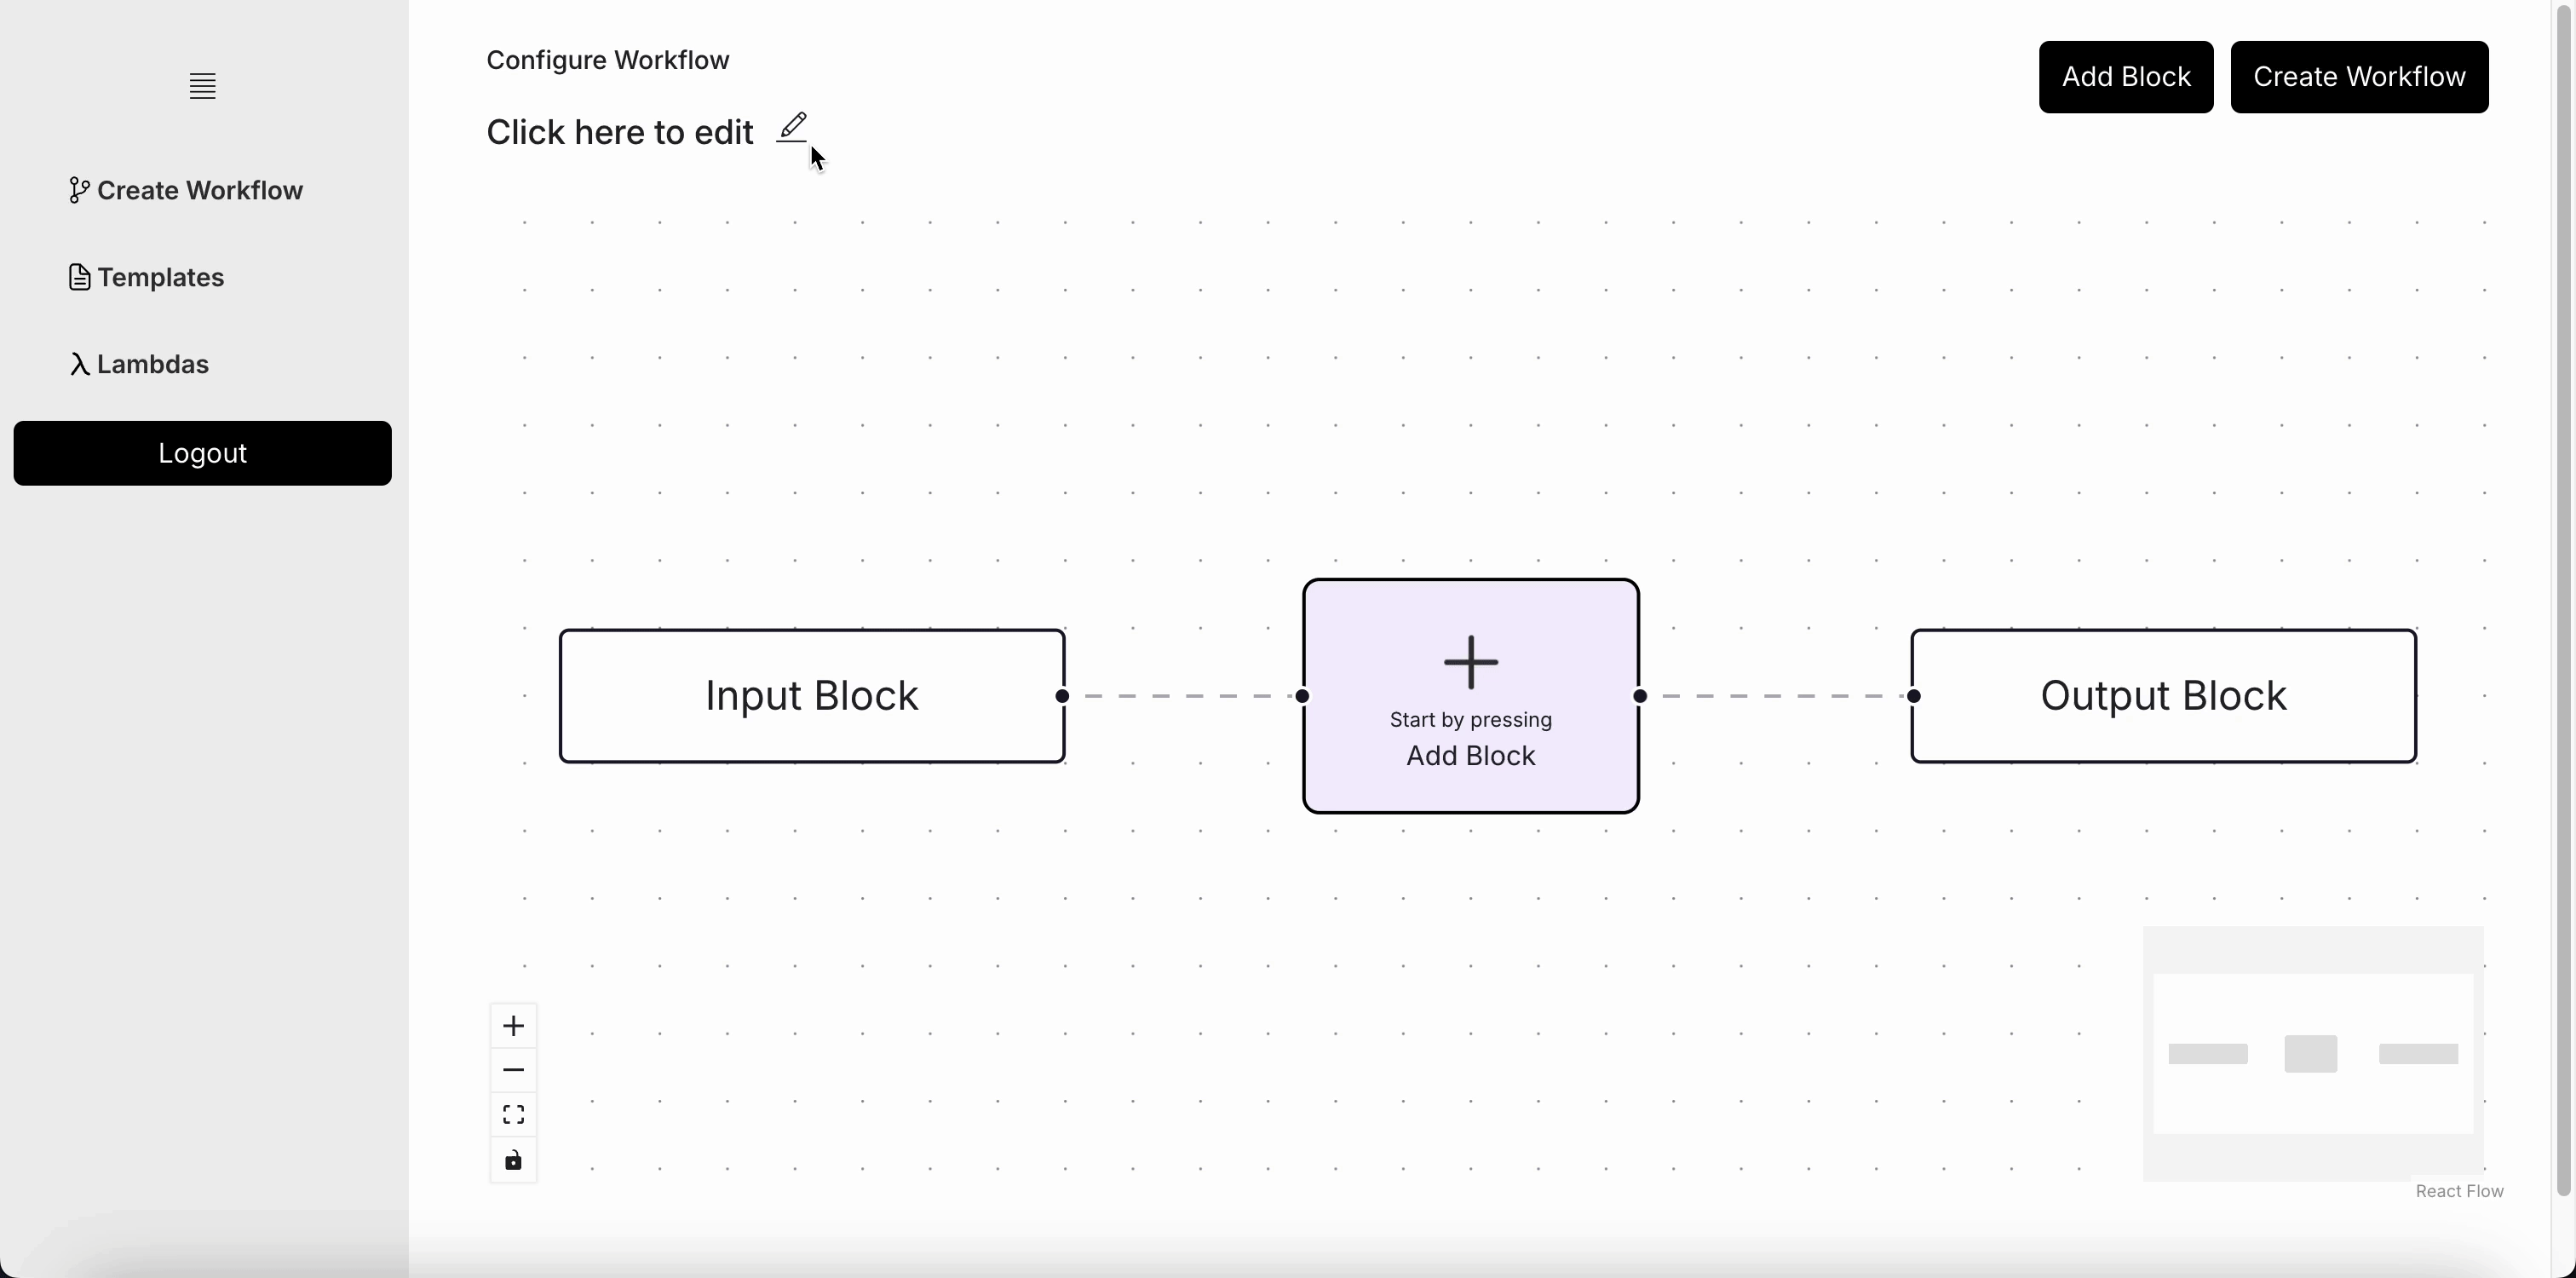 Configure Workflow
Click here to edit
Add Block
Create Workflow
Create Workflow
Templates
Lambdas
Logout
Input Block
Start by pressing
Add Block
Output Block
React Flow